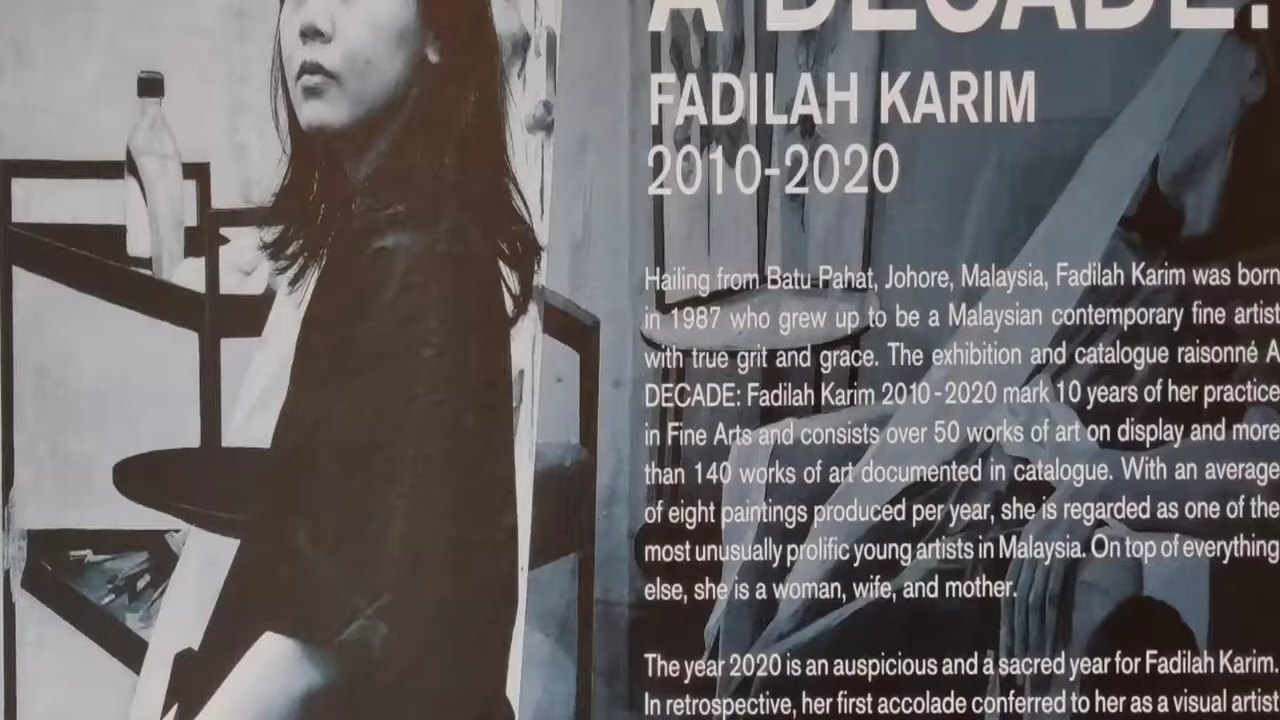 A DECADE:
FADILAH KARIM
2010-2020
Hailing from Batu Pahat, Johore, Malaysia, Fadilah Karim was born
in 1987 who grew up to be a Malaysian contemporary fine artist
with true grit and grace. The exhibition and catalogue raisonné A
DECADE: Fadilah Karim 2010-2020 mark 10 years of her practice
in Fine Arts and consists over 50 works of art on display and more
than 140 works of art documented in catalogue. With an average
of eight paintings produced per year, she is regarded as one of the
most unusually prolific young artists in Malaysia. On top of everything
else, she is a woman, wife, and mother.
The year 2020 is an auspicious and a sacred year for Fadilah Karim.
In retrospective, her first accolade conferred to her as a visual artist